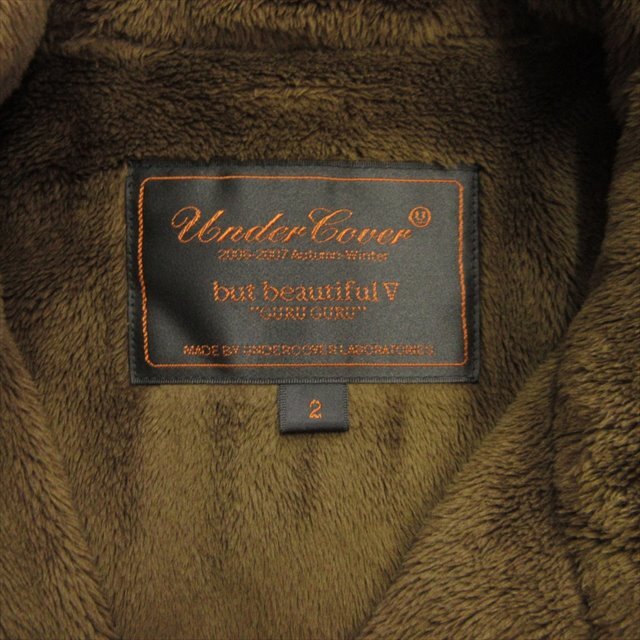 UnderCover Ⓤ
2006-2007 Autumn-Winter
but beautiful V
"GURU GURU"
MADE BY UNDERCOVER LABORATORIES
2